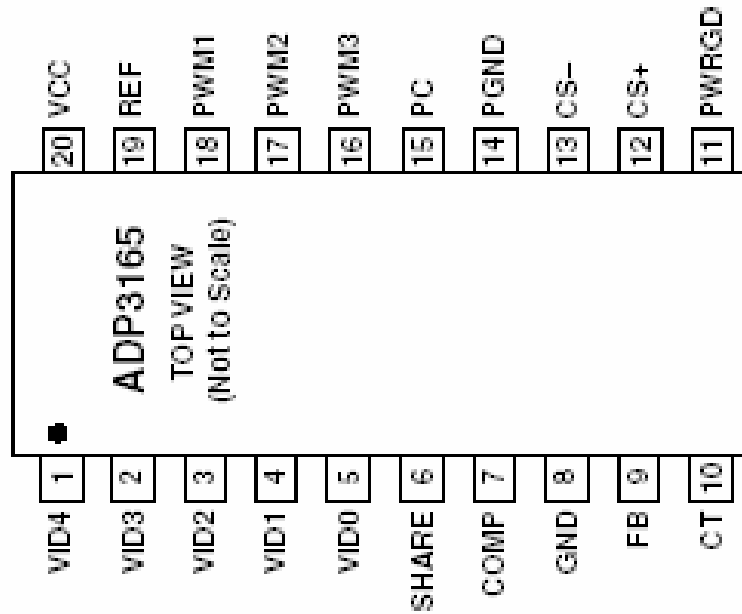 20 VCC
19 REF
18 PWM1
17 PWM2
16 PWM3
15 PC
14 PGND
13 CS–
12 CS+
11 PWRGD
ADP3165
TOP VIEW
(Not to Scale)
VID4 1
VID3 2
VID2 3
VID1 4
VID0 5
SHARE 6
COMP 7
GND 8
FB 9
CT 10